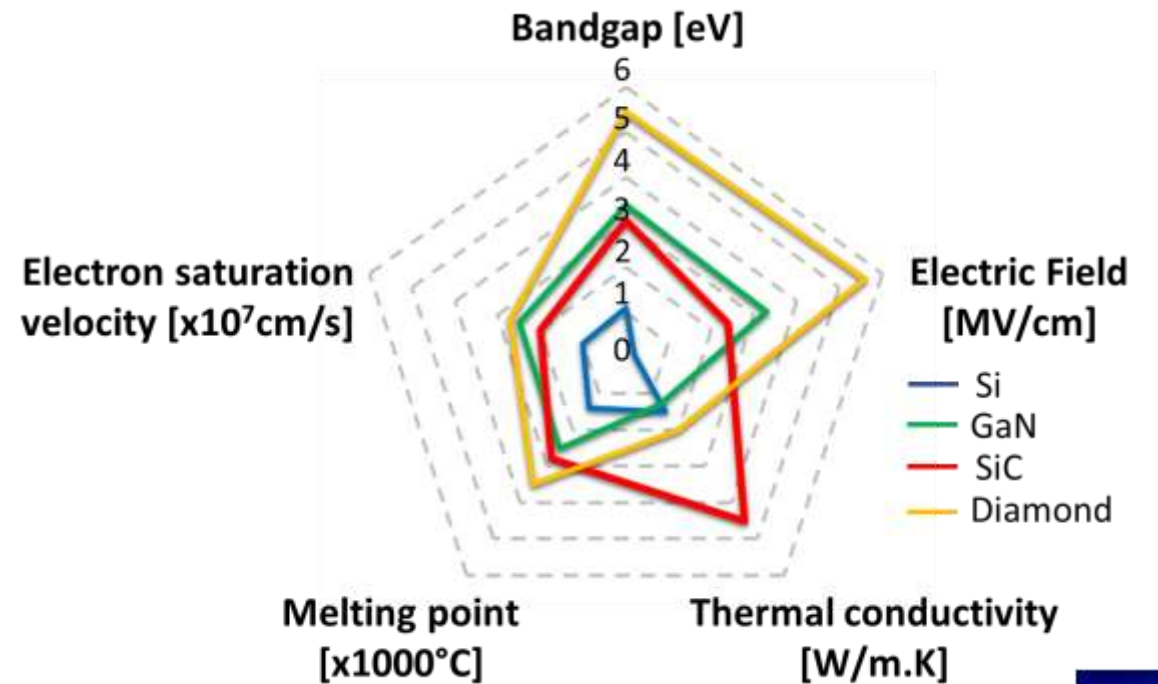 Bandgap [eV]
6
5
4
3
2
1
0
Electron saturation
velocity [x10⁷cm/s]
Electric Field
[MV/cm]
Si
GaN
SiC
Diamond
Melting point
[x1000°C]
Thermal conductivity
[W/m.K]